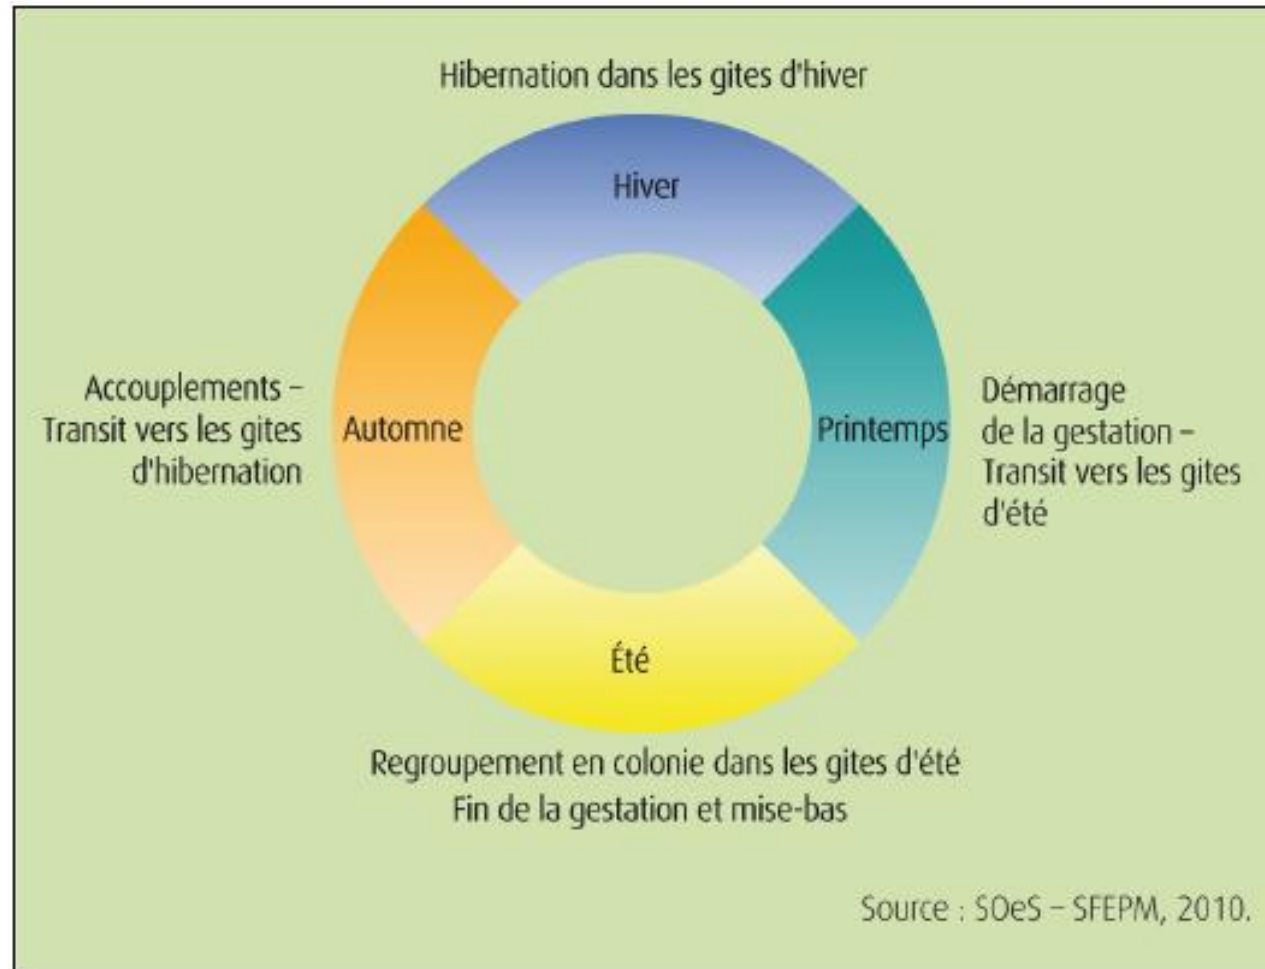 Hibernation dans les gites d'hiver
Hiver
Accouplements –
Transit vers les gites
d'hibernation
Automne
Printemps
Démarrage
de la gestation –
Transit vers les gites
d'été
Été
Regroupement en colonie dans les gites d'été
Fin de la gestation et mise-bas
Source : SOeS – SFEPM, 2010.